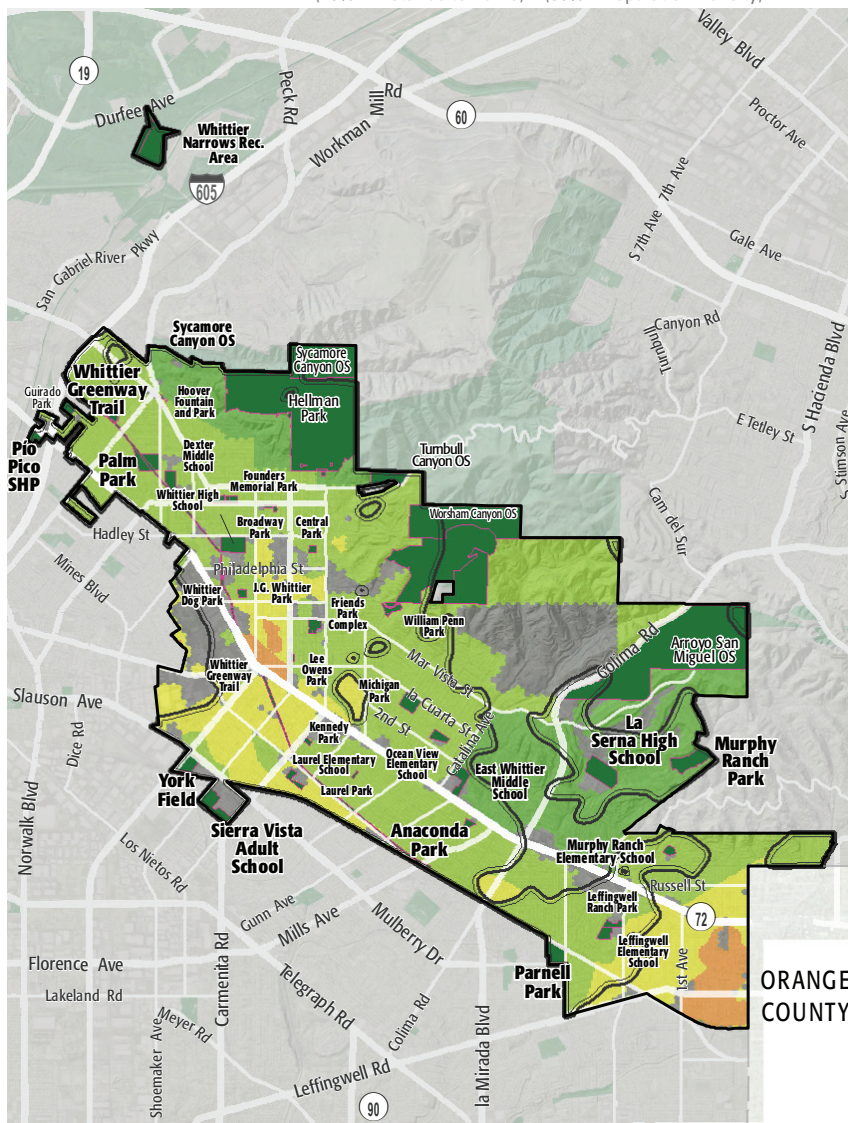 Valley Blvd
19
Peck Rd
Durfee Ave
Workman Mill Rd
60
Proctor Ave
Whittier
Narrows Rec.
Area
605
7th Ave
S 7th Ave
Gale Ave
San Gabriel River Pkwy
Canyon Rd
Turnbull
S Hacienda Blvd
Sycamore
Canyon OS
Sycamore
Canyon OS
Whittier
Greenway
Trail
Guirado
Park
Hoover
Fountain
and Park
Hellman
Park
E Tetley St
S Stimson Ave
Pío
Pico
SHP
Palm
Park
Dexter
Middle
School
Turnbull
Canyon OS
Founders
Memorial Park
Whittier High
School
Cam del Sur
Worsham Canyon OS
Broadway
Park
Central
Park
Hadley St
Mines Blvd
Philadelphia St
Whittier
Dog Park
J.G. Whittier
Park
Friends
Park
Complex
William Penn
Park
Colima Rd
Arroyo San
Miguel OS
Whittier
Greenway
Trail
Lee
Owens
Park
Mar Vista St
Michigan
Park
la Cuarta St
2nd St
Catalina Ave
Slauson Ave
Dice Rd
Norwalk Blvd
Kennedy
Park
La
Serna High
School
Murphy
Ranch
Park
Laurel Elementary
School
Ocean View
Elementary
School
East Whittier
Middle
School
York
Field
Laurel Park
Sierra Vista
Adult
School
Anaconda
Park
Los Nietos Rd
Murphy Ranch
Elementary School
Russell St
Leffingwell
Ranch Park
72
Gunn Ave
Mills Ave
Mulberry Dr
Leffingwell
Elementary
School
1st Ave
Florence Ave
Lakeland Rd
Carmenita Rd
Telegraph Rd
Parnell
Park
ORANGE
COUNTY
Meyer Rd
Shoemaker Ave
Colima Rd
la Mirada Blvd
Leffingwell Rd
90